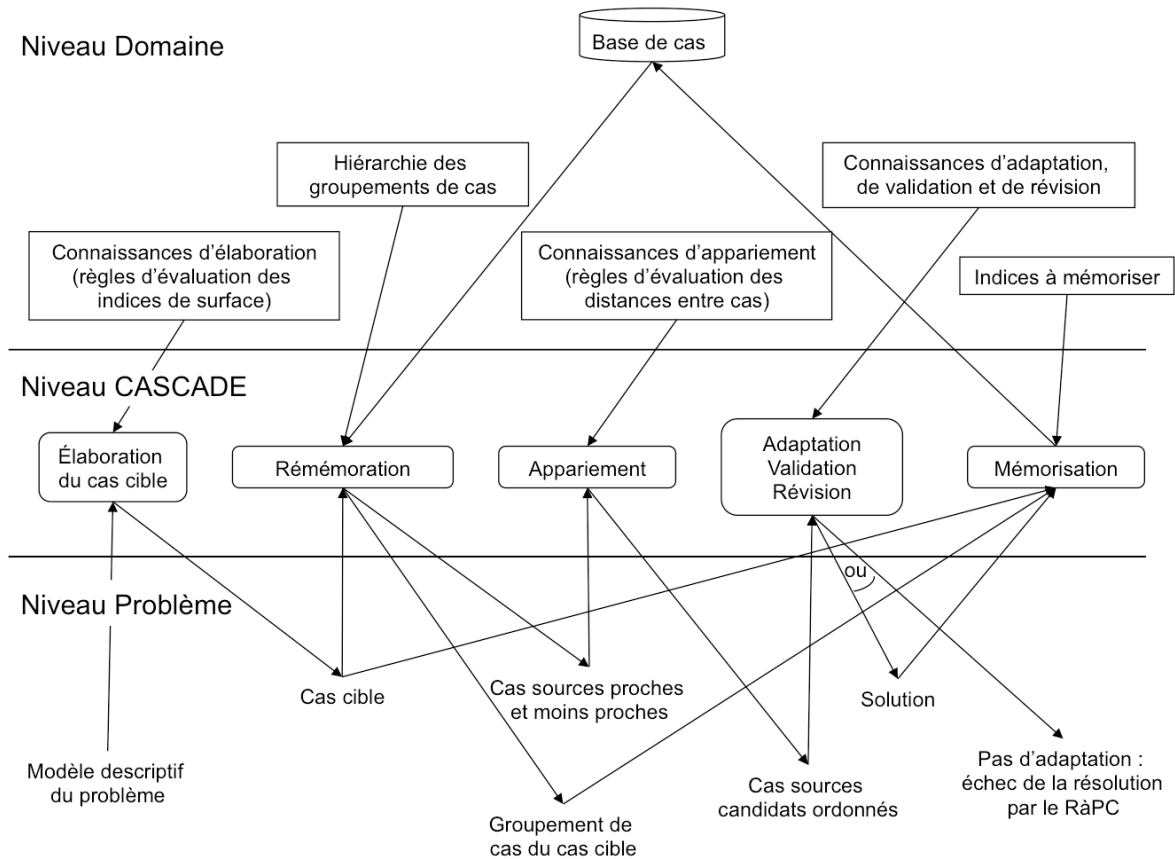 Niveau Domaine
Base de cas
Hiérarchie des
groupements de cas
Connaissances d'adaptation,
de validation et de révision
Connaissances d'élaboration
(règles d'évaluation des
indices de surface)
Connaissances d'appariement
(règles d'évaluation des
distances entre cas)
Indices à mémoriser
Niveau CASCADE
Élaboration
du cas cible
Rémémoration
Appariement
Adaptation
Validation
Révision
Mémorisation
Niveau Problème
ou
Cas cible
Cas sources proches
et moins proches
Solution
Modèle descriptif
du problème
Groupement de
cas du cas cible
Cas sources
candidats ordonnés
Pas d'adaptation :
échec de la résolution
par le RàPC